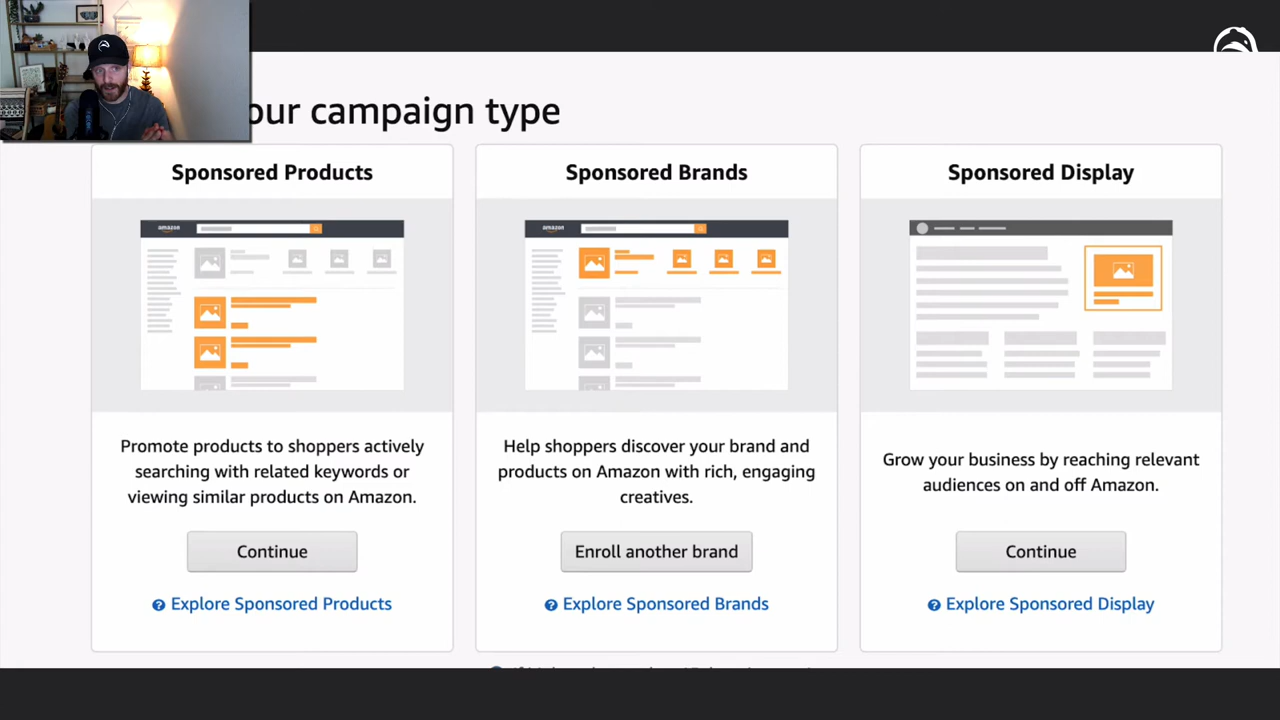 our campaign type
Sponsored Products
Sponsored Brands
Sponsored Display
amazon
amazon
Promote products to shoppers actively
searching with related keywords or
viewing similar products on Amazon.
Help shoppers discover your brand and
products on Amazon with rich, engaging
creatives.
Grow your business by reaching relevant
audiences on and off Amazon.
Continue
Enroll another brand
Continue
Explore Sponsored Products
Explore Sponsored Brands
Explore Sponsored Display